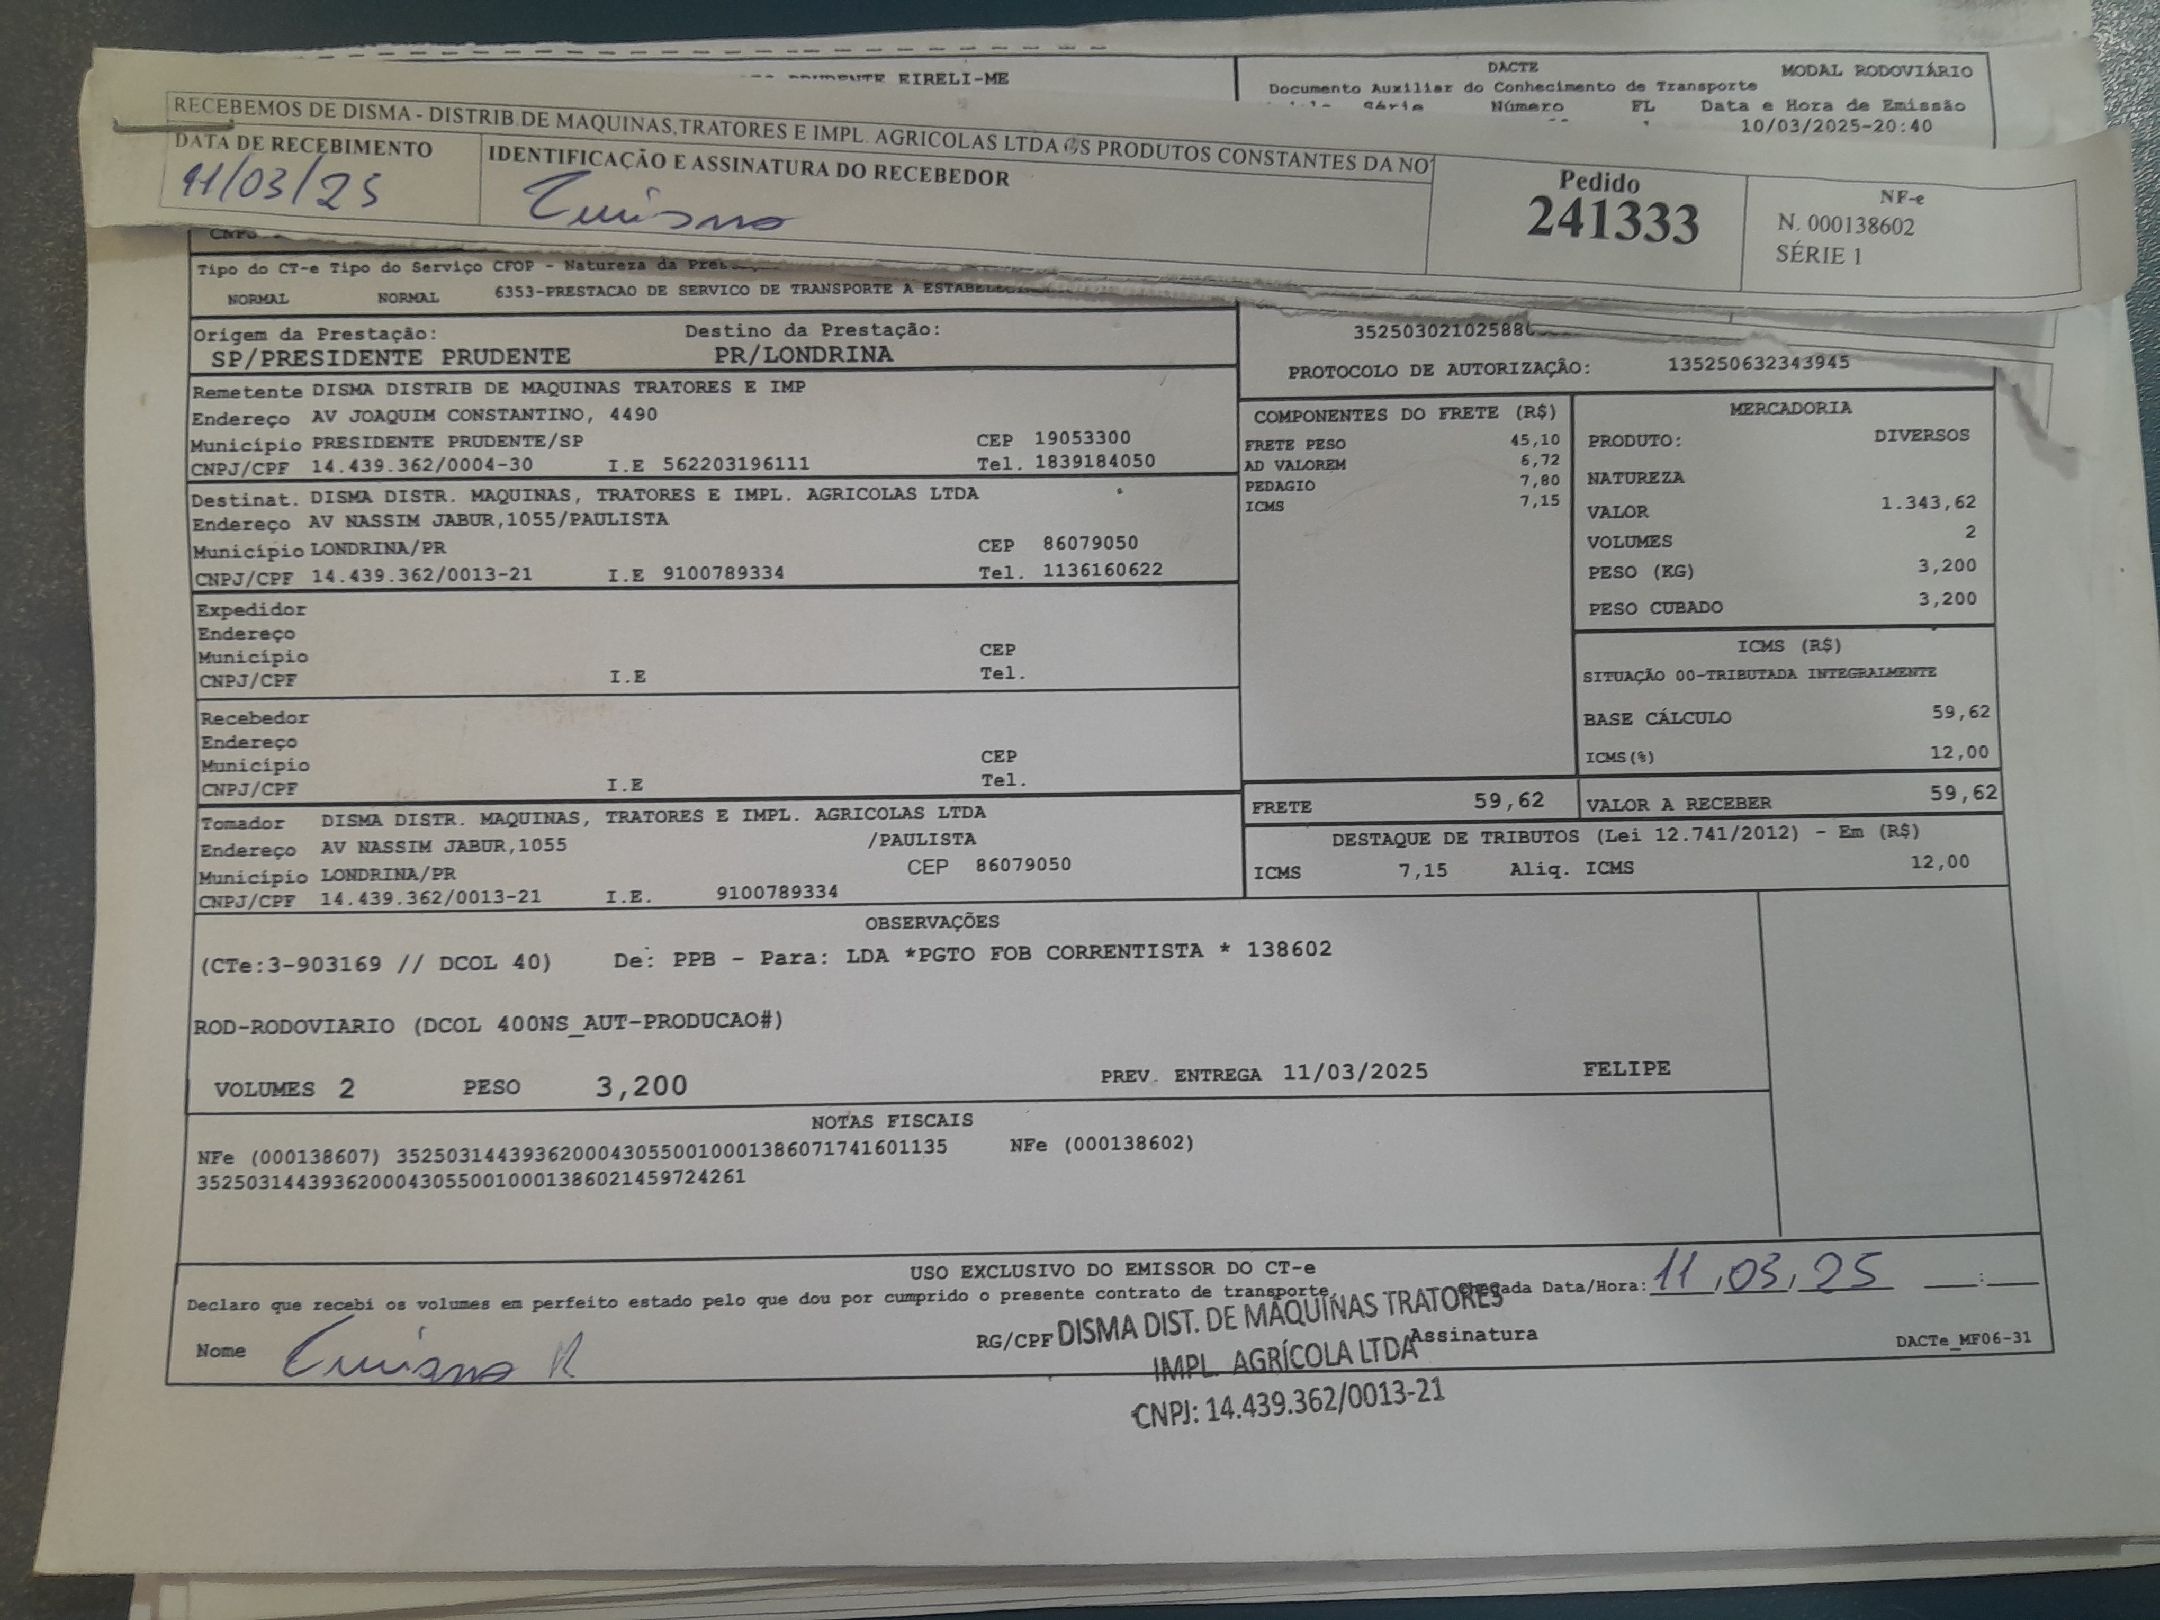 EIRELI-ME
DACTE
MODAL RODOVIÁRIO
Documento Auxiliar do Conhecimento de Transporte
Série Número FL Data e Hora de Emissão
10/03/2025-20:40
RECEBEMOS DE DISMA - DISTRIB DE MAQUINAS,TRATORES E IMPL. AGRICOLAS LTDA OS PRODUTOS CONSTANTES DA NO
DATA DE RECEBIMENTO
11/03/25
IDENTIFICAÇÃO E ASSINATURA DO RECEBEDOR
Pedido
241333
NF-e
N. 000138602
SÉRIE 1
Tipo do CT-e Tipo do Serviço CFOP - Natureza da
NORMAL NORMAL 6353-PRESTACAO DE SERVICO DE TRANSPORTE A
Origem da Prestação: Destino da Prestação:
SP/PRESIDENTE PRUDENTE PR/LONDRINA
PROTOCOLO DE AUTORIZAÇÃO: 135250632343945
Remetente DISMA DISTRIB DE MAQUINAS TRATORES E IMP
Endereço AV JOAQUIM CONSTANTINO, 4490
Município PRESIDENTE PRUDENTE/SP CEP 19053300
CNPJ/CPF 14.439.362/0004-30 I.E 562203196111 Tel. 1839184050
Destinat. DISMA DISTR. MAQUINAS, TRATORES E IMPL. AGRICOLAS LTDA
Endereço AV NASSIM JABUR,1055/PAULISTA
Município LONDRINA/PR CEP 86079050
CNPJ/CPF 14.439.362/0013-21 I.E 9100789334 Tel. 1136160622
Expedidor
Endereço
Município CEP
CNPJ/CPF I.E Tel.
Recebedor
Endereço
Município CEP
CNPJ/CPF I.E Tel.
Tomador DISMA DISTR. MAQUINAS, TRATORES E IMPL. AGRICOLAS LTDA
Endereço AV NASSIM JABUR,1055 /PAULISTA
Município LONDRINA/PR CEP 86079050
CNPJ/CPF 14.439.362/0013-21 I.E. 9100789334
COMPONENTES DO FRETE (R$)
FRETE PESO 45,10
AD VALOREM 6,72
PEDAGIO 7,80
ICMS 7,15
MERCADORIA
PRODUTO: DIVERSOS
NATUREZA
VALOR 1.343,62
VOLUMES 2
PESO (KG) 3,200
PESO CUBADO 3,200
ICMS (R$)
SITUAÇÃO 00-TRIBUTADA INTEGRALMENTE
BASE CÁLCULO 59,62
ICMS(%) 12,00
FRETE 59,62 VALOR A RECEBER 59,62
DESTAQUE DE TRIBUTOS (Lei 12.741/2012) - Em (R$)
ICMS 7,15 Aliq. ICMS 12,00
OBSERVAÇÕES
(CTe:3-903169 // DCOL 40) De: PPB - Para: LDA *PGTO FOB CORRENTISTA * 138602
ROD-RODOVIARIO (DCOL 400NS_AUT-PRODUCAO#)
VOLUMES 2 PESO 3,200 PREV. ENTREGA 11/03/2025 FELIPE
NOTAS FISCAIS
NFe (000138607) 35250314439362000430550010001386071741601135 NFe (000138602)
35250314439362000430550010001386021459724261
USO EXCLUSIVO DO EMISSOR DO CT-e
Declaro que recebi os volumes em perfeito estado pelo que dou por cumprido o presente contrato de transporte. Chegada Data/Hora: 11,03,25 __:__
Nome RG/CPF Assinatura DACTe_MF06-31
DISMA DIST. DE MÁQUINAS TRATORES
IMPL. AGRÍCOLA LTDA
CNPJ: 14.439.362/0013-21